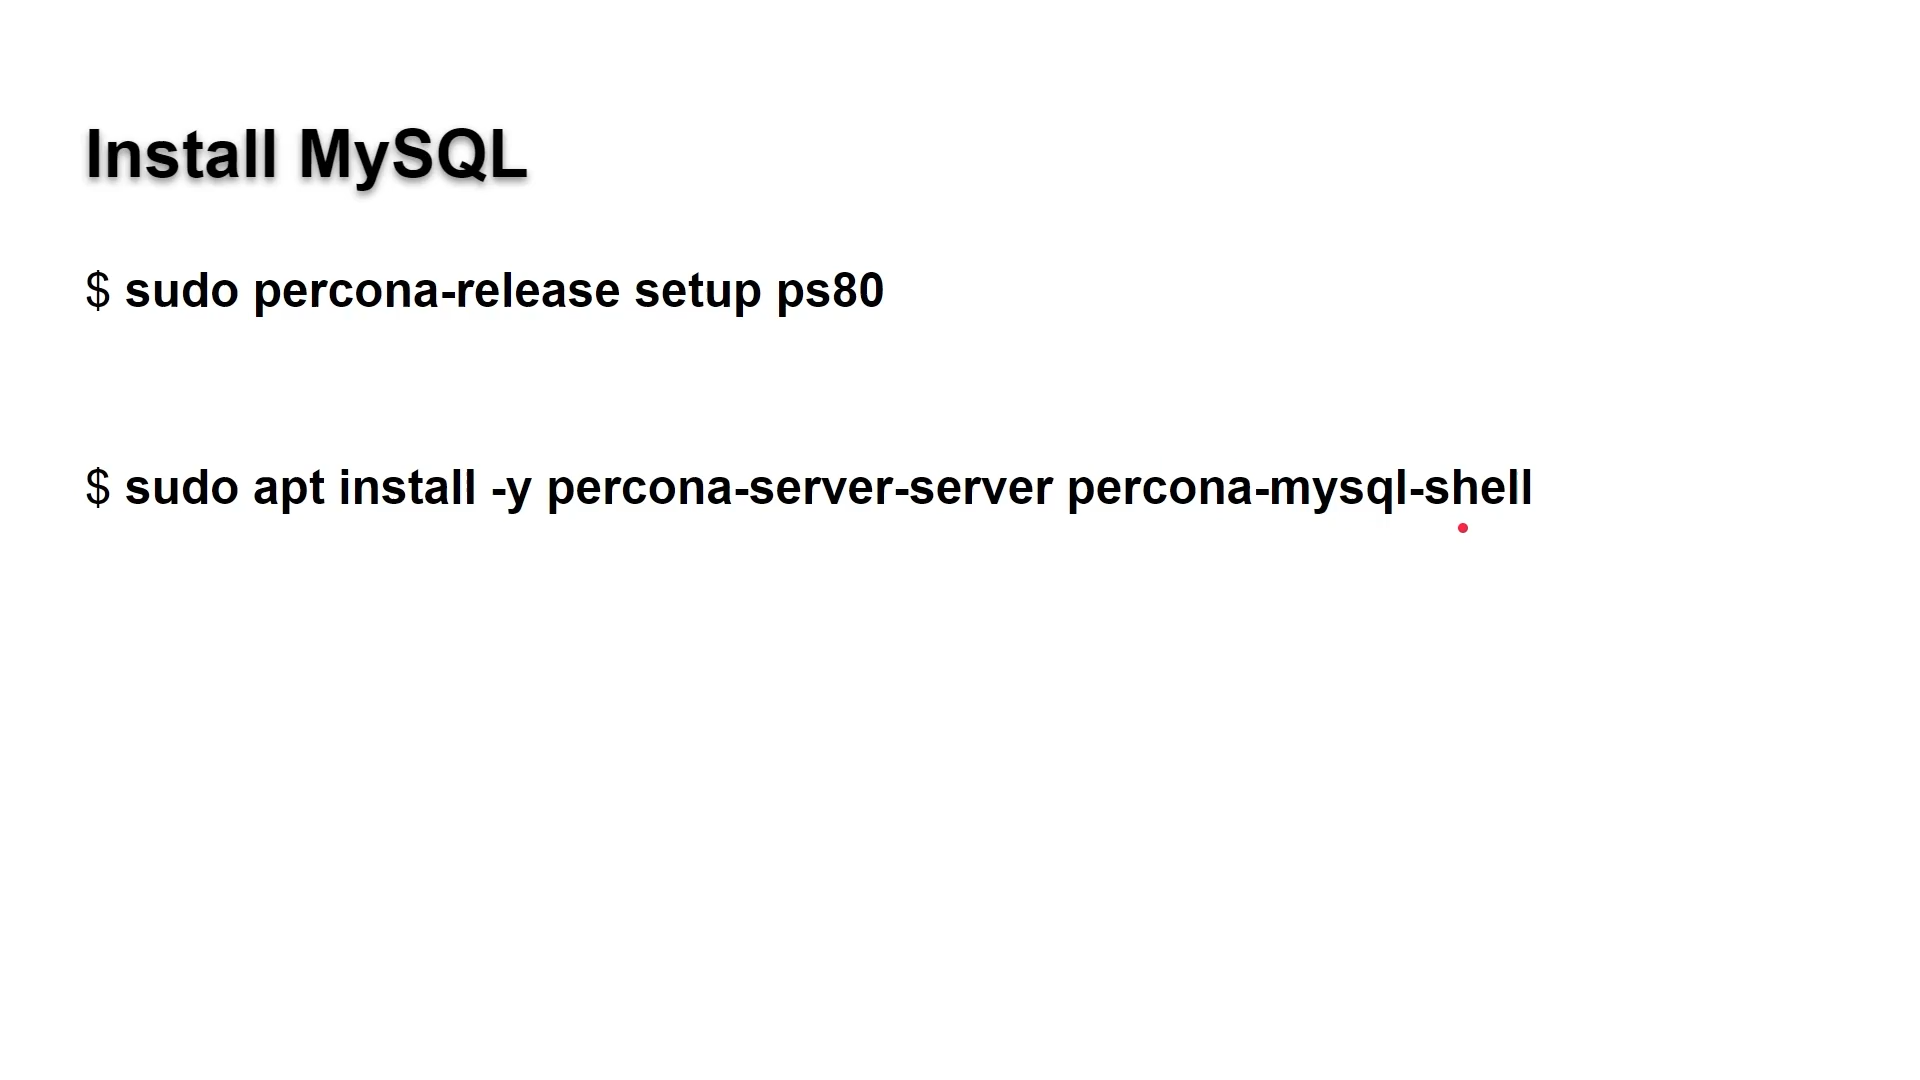 Install MySQL
$ sudo percona-release setup ps80
$ sudo apt install -y percona-server-server percona-mysql-shell